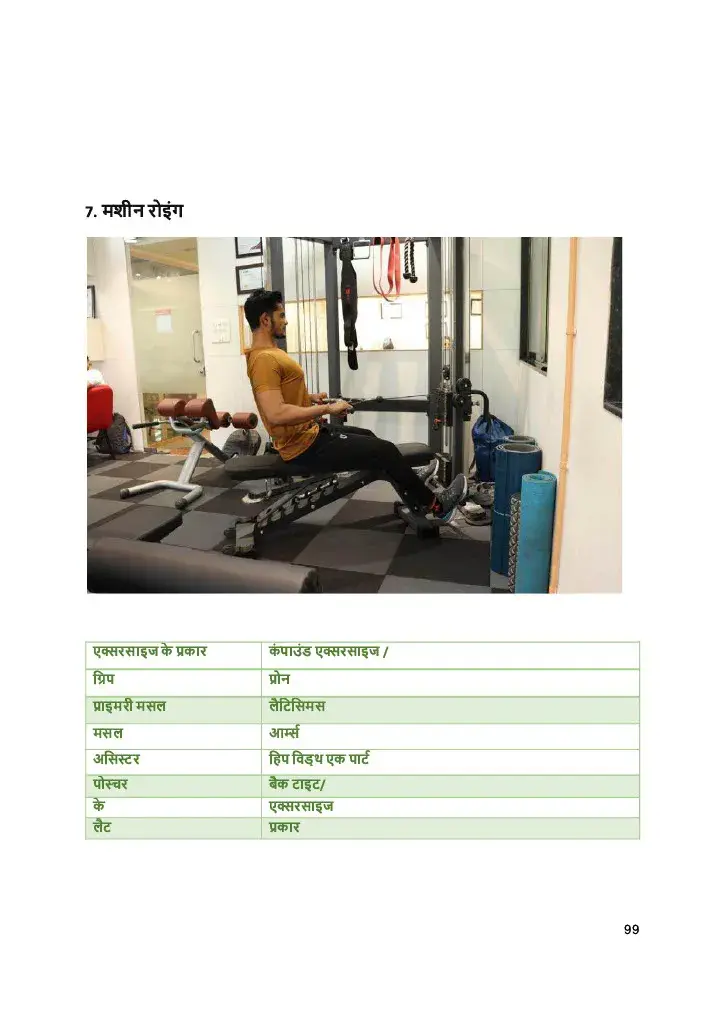 7. मशीन रोइंग
एक्सरसाइज के प्रकार कंपाउंड एक्सरसाइज /
ग्रिप प्रोन
प्राइमरी मसल लैटिसिमस
मसल आर्म्स
असिस्टर हिप विड्थ एक पार्ट
पोस्चर बैक टाइट/
के एक्सरसाइज
लैट प्रकार
99